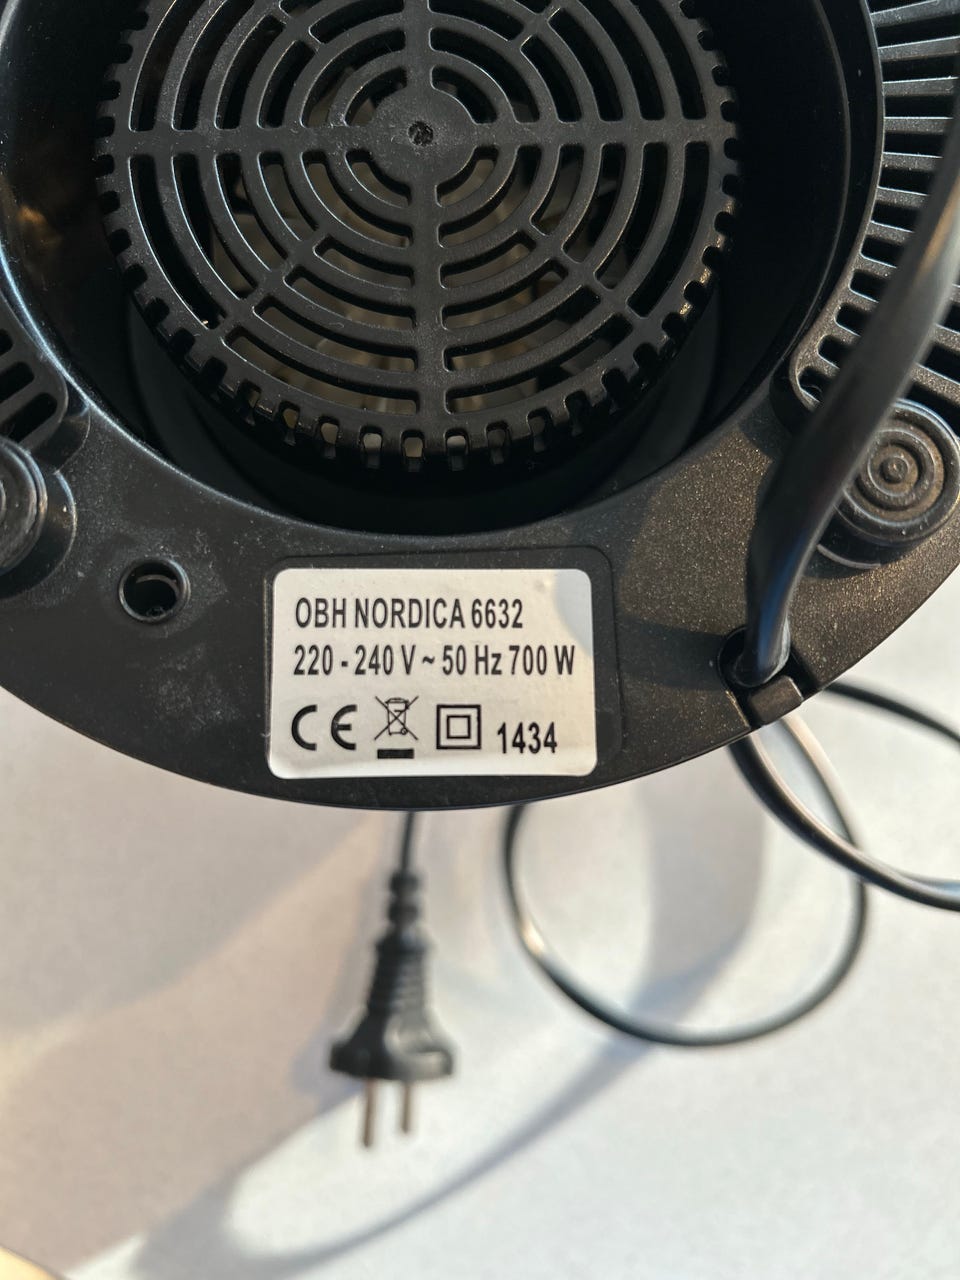 OBH NORDICA 6632
220 - 240 V ~ 50 Hz 700 W
CE 1434